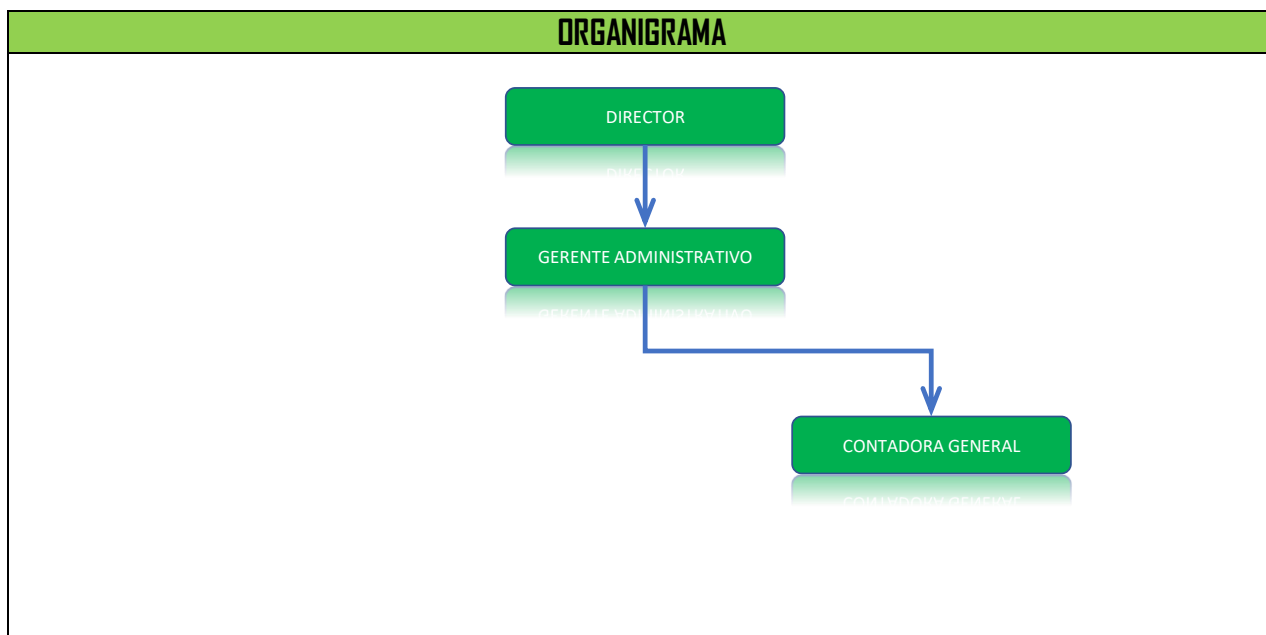 ORGANIGRAMA
DIRECTOR
GERENTE ADMINISTRATIVO
CONTADORA GENERAL